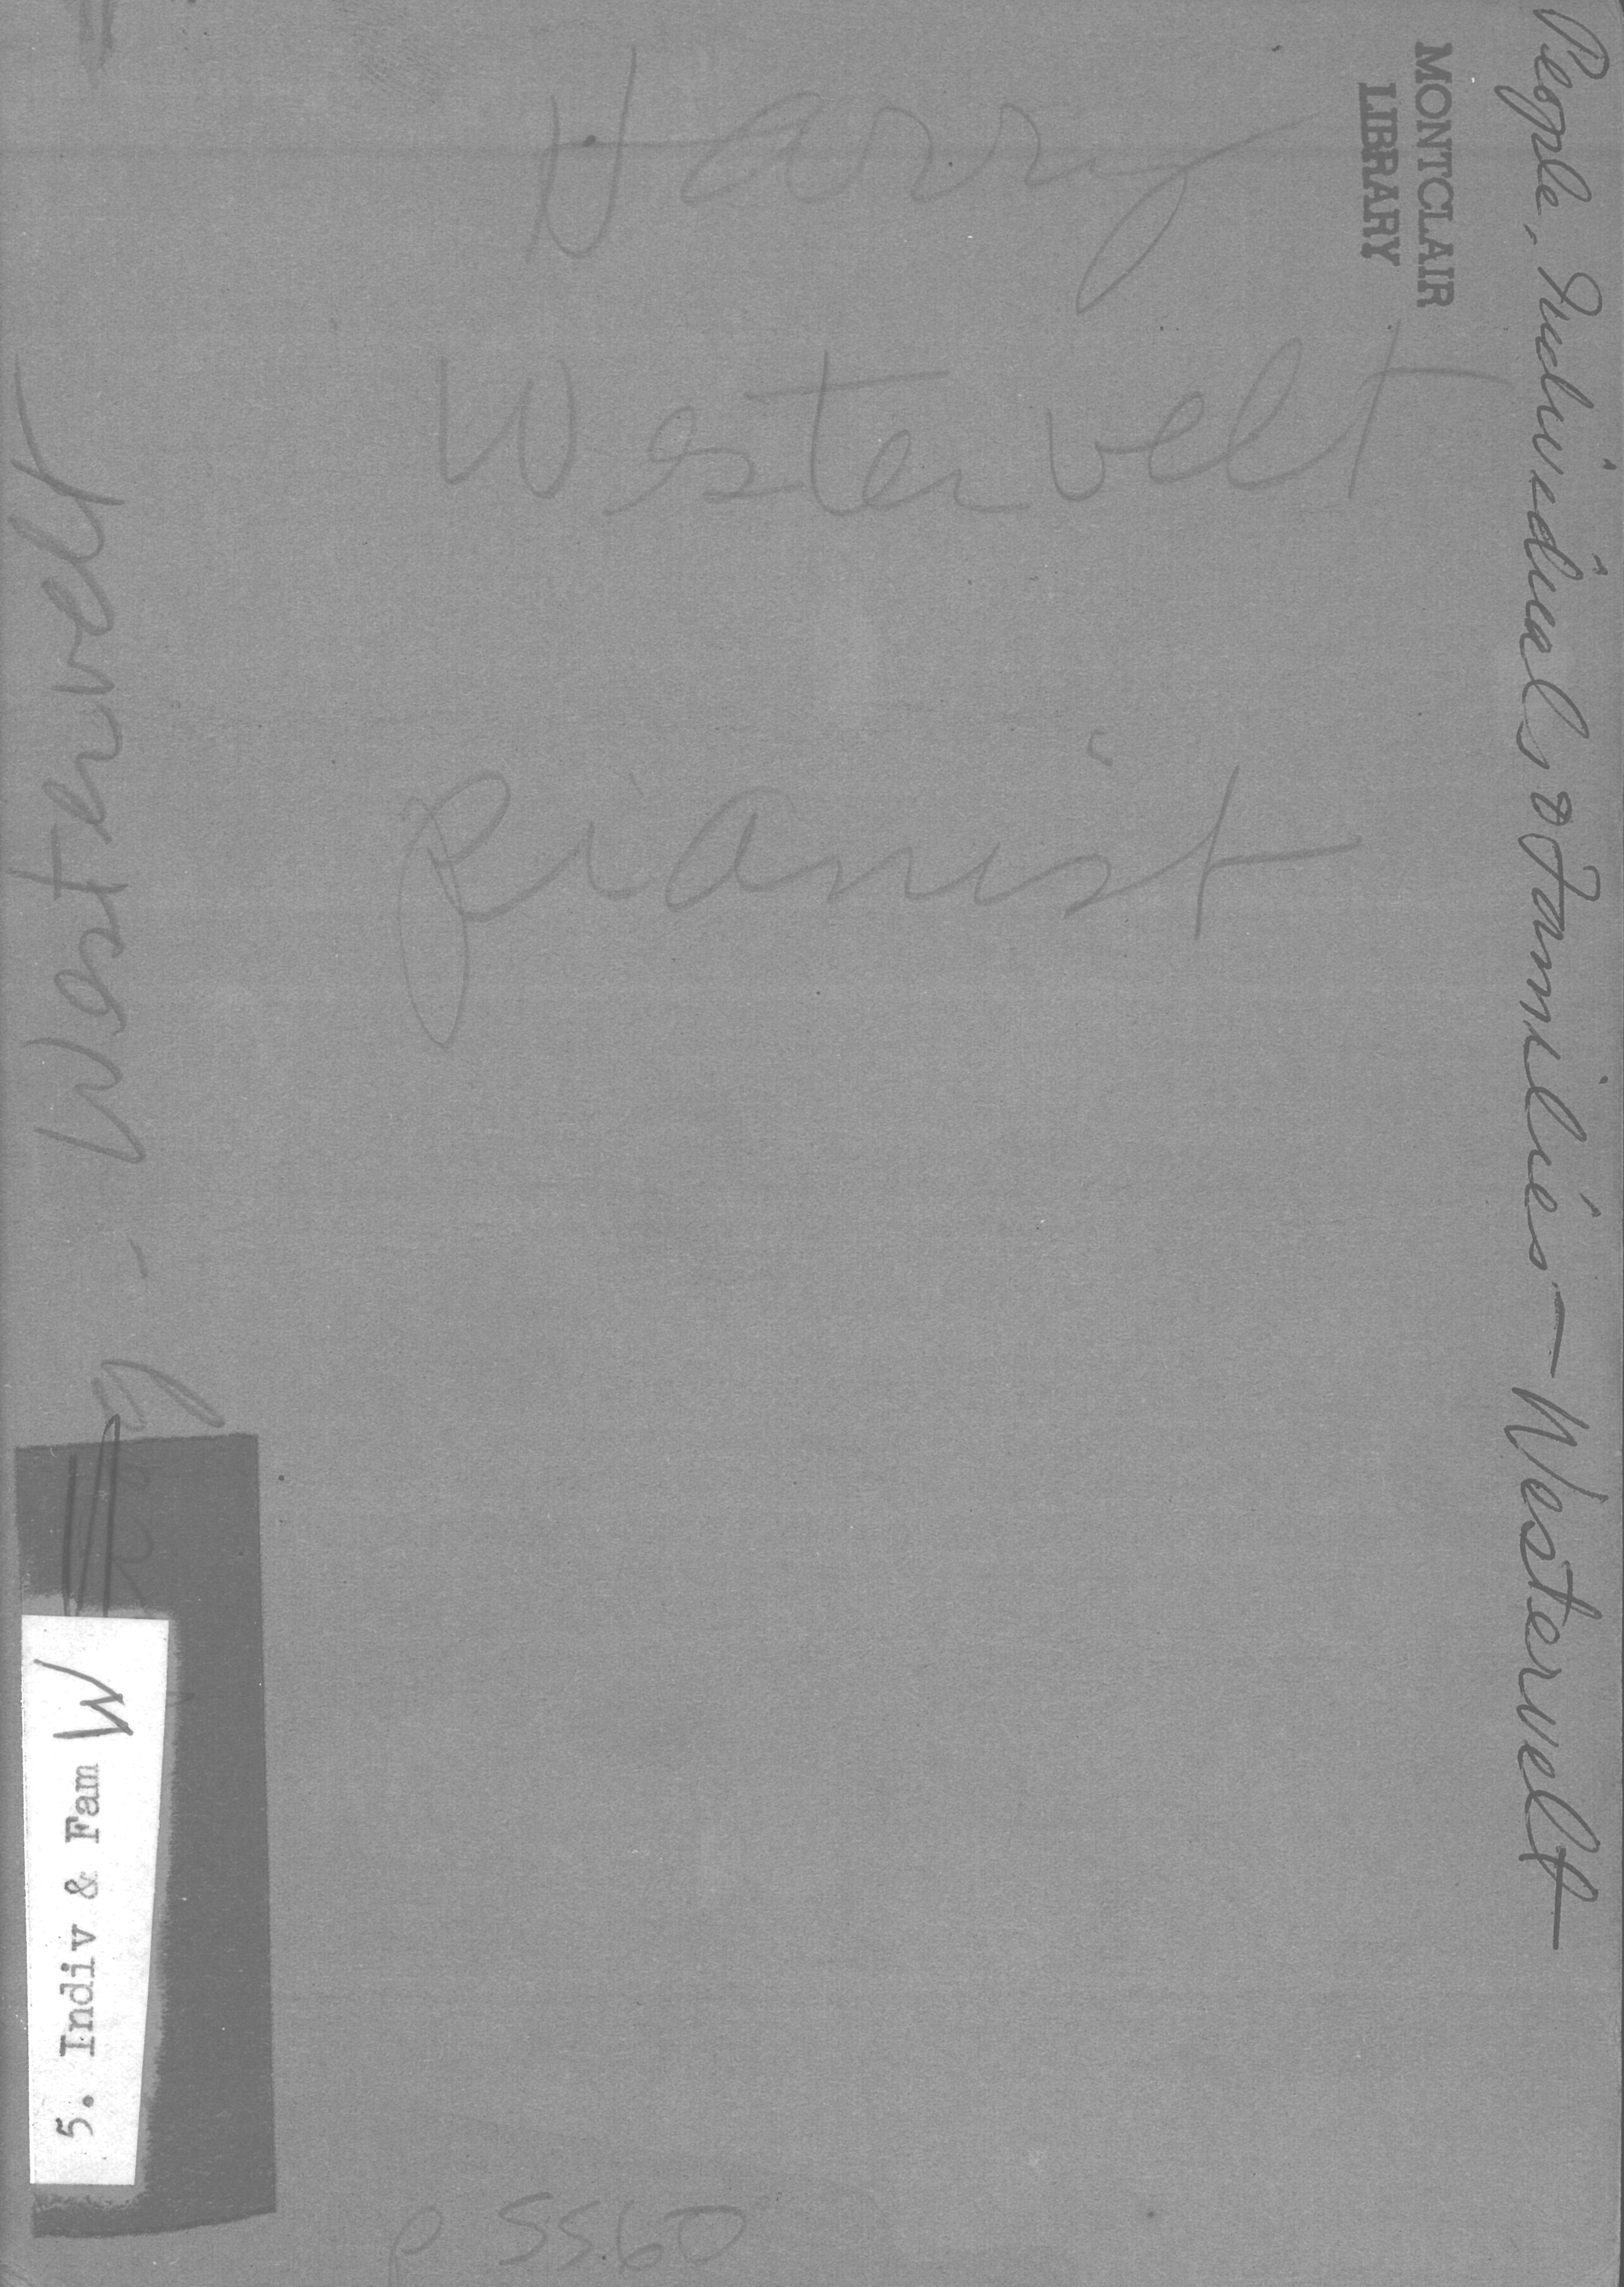 Harry
Westervelt
Pianist
MONTCLAIR
LIBRARY
People, Individuals & Families — Westervelt
- Westervelt
5. Indiv & Fam W
p 5560